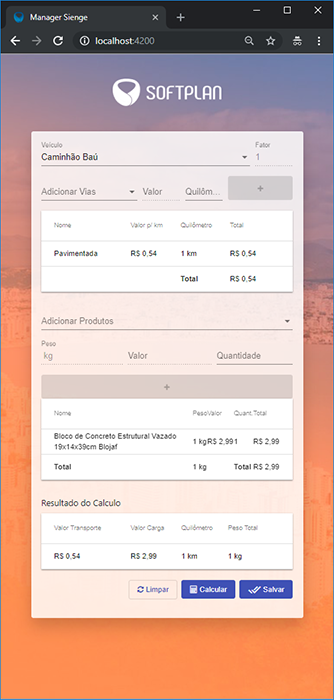 Manager Sienge
localhost:4200
SOFTPLAN
Veículo
Fator
Caminhão Baú
1
Adicionar Vias
Valor
Quilôm...
+
Nome
Valor p/ km
Quilômetro
Total
Pavimentada
R$ 0,54
1 km
R$ 0,54
Total
R$ 0,54
Adicionar Produtos
Peso
kg
Valor
Quantidade
+
Nome
Peso
Valor
Quant.
Total
Bloco de Concreto Estrutural Vazado
19x14x39cm Blojaf
1 kg
R$ 2,99
1
R$ 2,99
Total
1 kg
Total
R$ 2,99
Resultado do Calculo
Valor Transporte
Valor Carga
Quilômetro
Peso Total
R$ 0,54
R$ 2,99
1 km
1 kg
Limpar
Calcular
Salvar